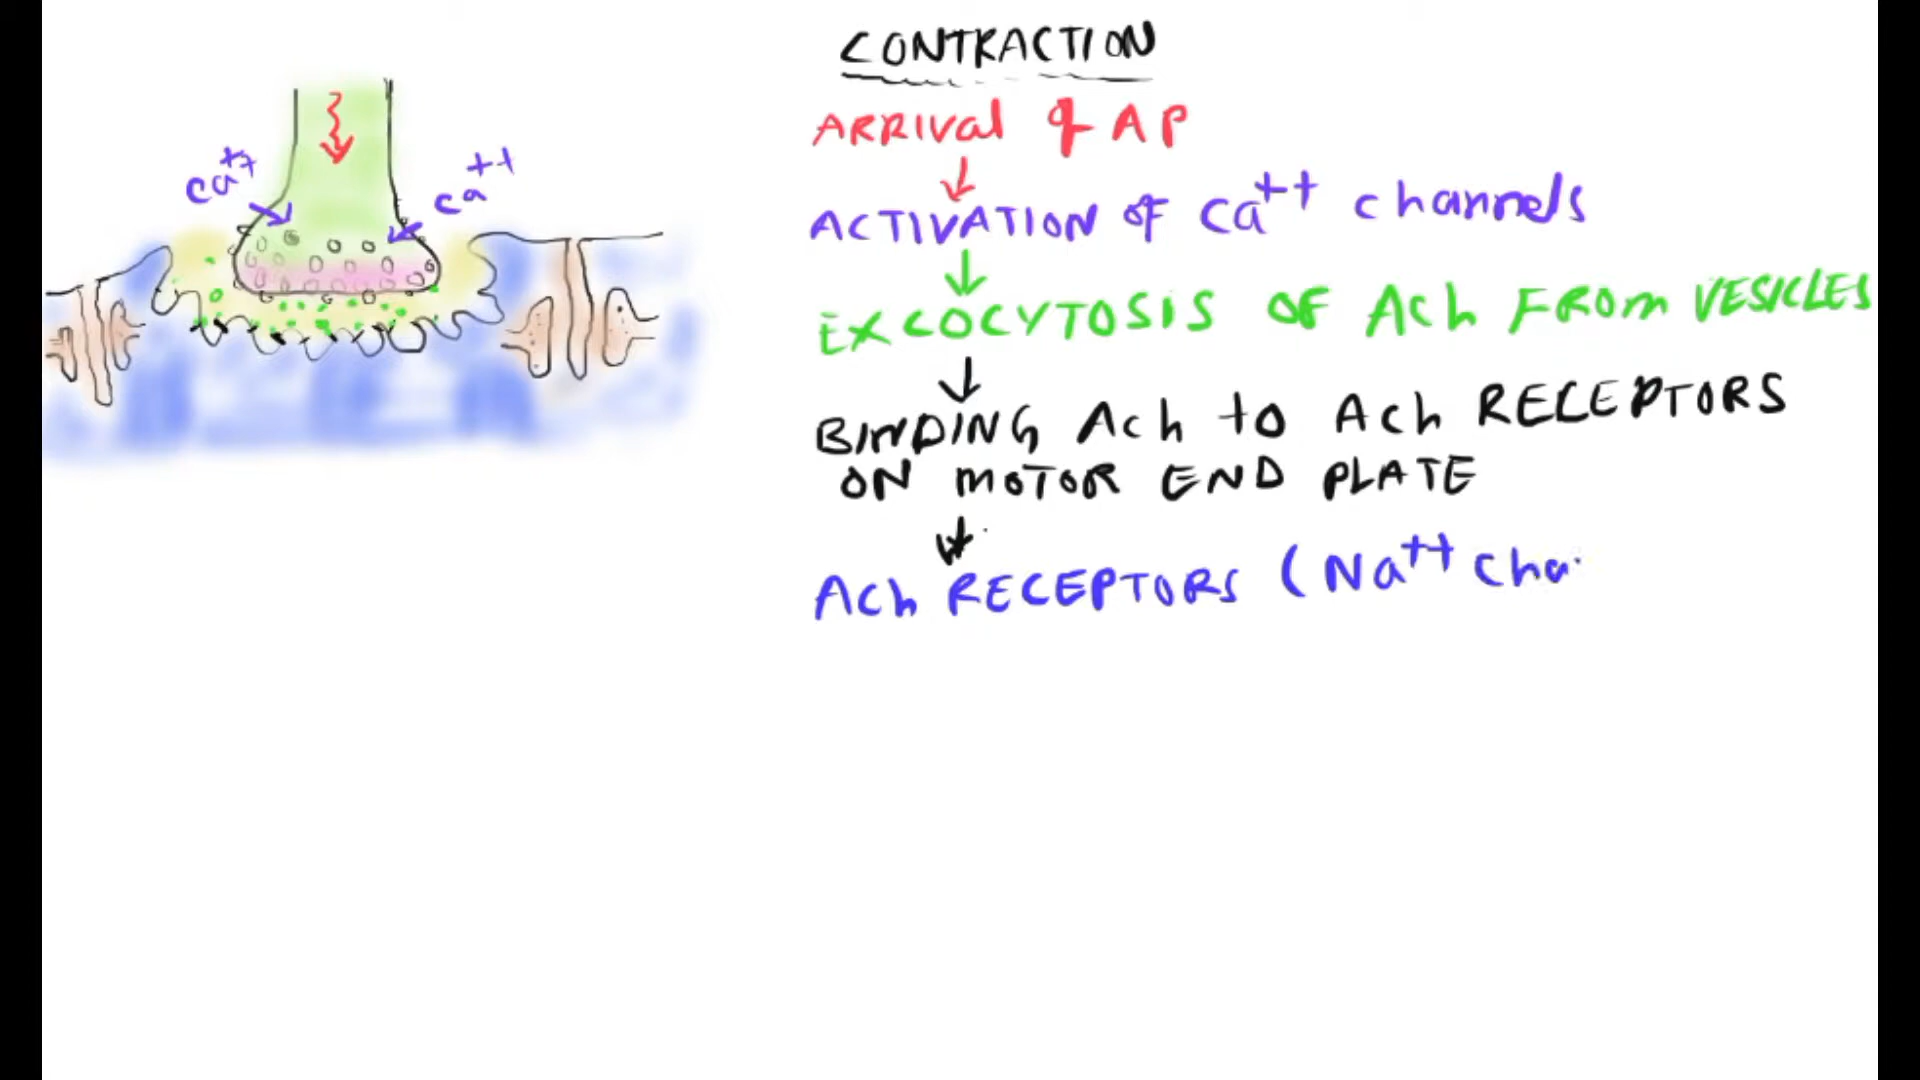 CONTRACTION
ARRIVal of AP
Ca++
Ca++
ACTIVATION OF Ca++ channels
EXCOCYTOSIS OF ACh FROM VESICLES
BINDING ACh to ACh RECEPTORS
ON MOTOR END PLATE
ACh RECEPTORS (Na++ cha